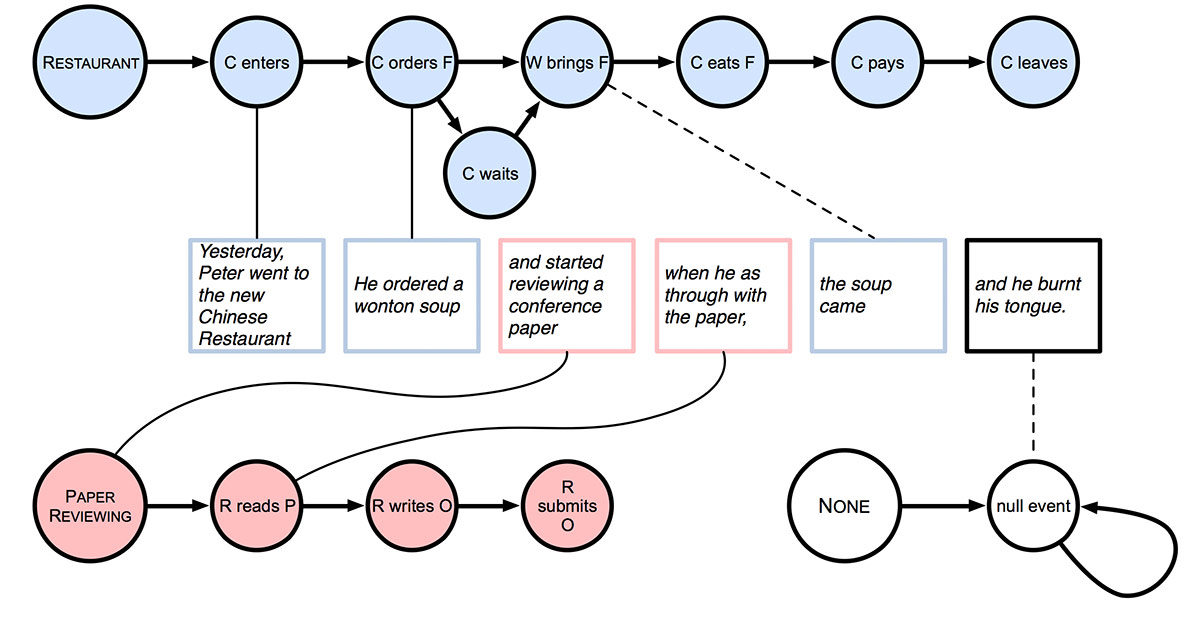 RESTAURANT
C enters
C orders F
W brings F
C eats F
C pays
C leaves
C waits
Yesterday,
Peter went to
the new
Chinese
Restaurant
He ordered a
wonton soup
and started
reviewing a
conference
paper
when he as
through with
the paper,
the soup
came
and he burnt
his tongue.
PAPER
REVIEWING
R reads P
R writes O
R
submits
O
NONE
null event